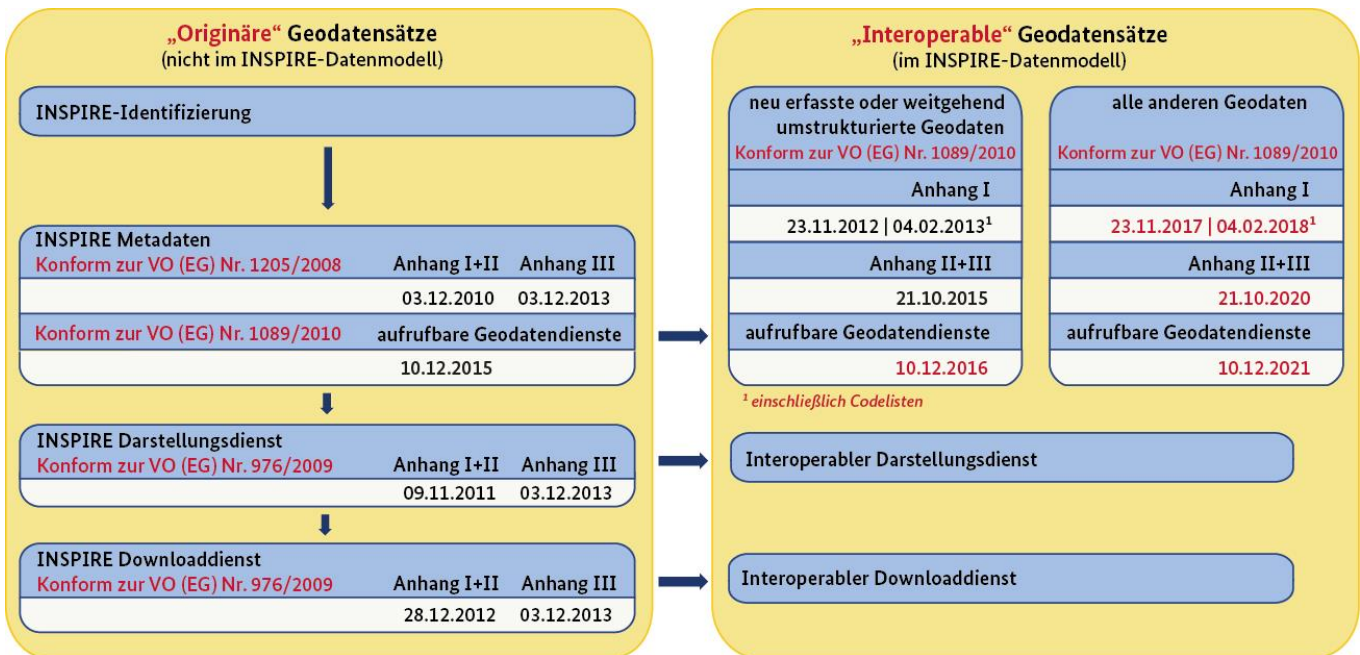 „Originäre“ Geodatensätze
(nicht im INSPIRE-Datenmodell)
INSPIRE-Identifizierung
INSPIRE Metadaten
Konform zur VO (EG) Nr. 1205/2008 Anhang I+II Anhang III
03.12.2010 03.12.2013
Konform zur VO (EG) Nr. 1089/2010 aufrufbare Geodatendienste
10.12.2015
INSPIRE Darstellungsdienst
Konform zur VO (EG) Nr. 976/2009 Anhang I+II Anhang III
09.11.2011 03.12.2013
INSPIRE Downloaddienst
Konform zur VO (EG) Nr. 976/2009 Anhang I+II Anhang III
28.12.2012 03.12.2013
„Interoperable“ Geodatensätze
(im INSPIRE-Datenmodell)
neu erfasste oder weitgehend
umstrukturierte Geodaten
Konform zur VO (EG) Nr. 1089/2010
Anhang I
23.11.2012 | 04.02.2013¹
Anhang II+III
21.10.2015
aufrufbare Geodatendienste
10.12.2016
alle anderen Geodaten
Konform zur VO (EG) Nr. 1089/2010
Anhang I
23.11.2017 | 04.02.2018¹
Anhang II+III
21.10.2020
aufrufbare Geodatendienste
10.12.2021
¹ einschließlich Codelisten
Interoperabler Darstellungsdienst
Interoperabler Downloaddienst